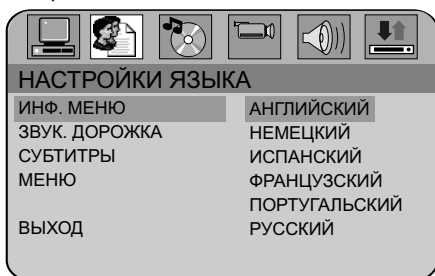 НАСТРОЙКИ ЯЗЫКА
ИНФ. МЕНЮ
ЗВУК. ДОРОЖКА
СУБТИТРЫ
МЕНЮ
ВЫХОД
АНГЛИЙСКИЙ
НЕМЕЦКИЙ
ИСПАНСКИЙ
ФРАНЦУЗСКИЙ
ПОРТУГАЛЬСКИЙ
РУССКИЙ